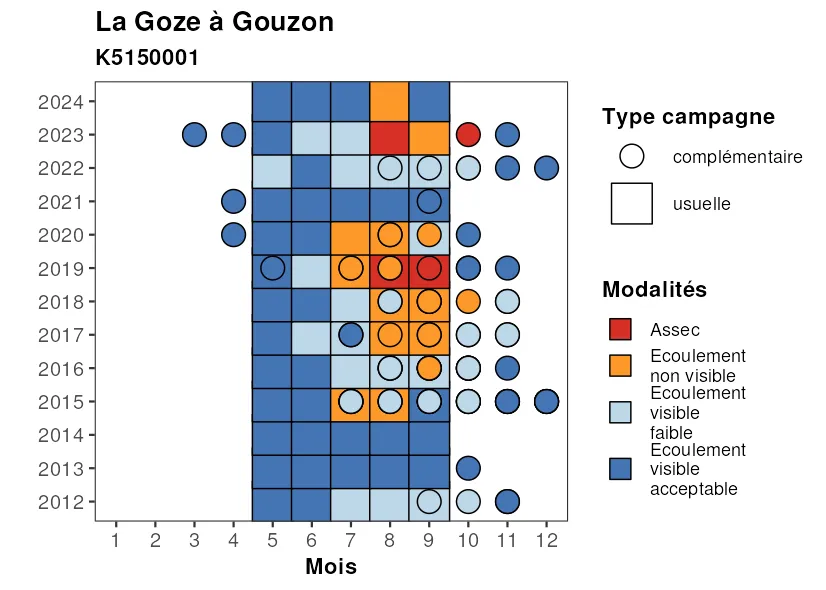 La Goze à Gouzon
K5150001
2024
2023
2022
2021
2020
2019
2018
2017
2016
2015
2014
2013
2012
1 2 3 4 5 6 7 8 9 10 11 12
Mois
Type campagne
complémentaire
usuelle
Modalités
Assec
Ecoulement
non visible
Ecoulement
visible
faible
Ecoulement
visible
acceptable